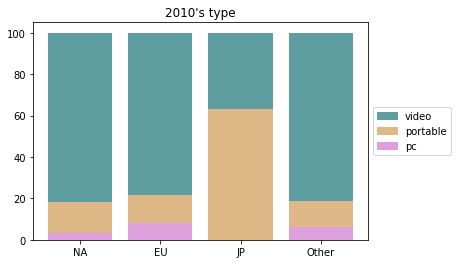 2010's type
100
80
60
40
20
0
NA
EU
JP
Other
video
portable
pc